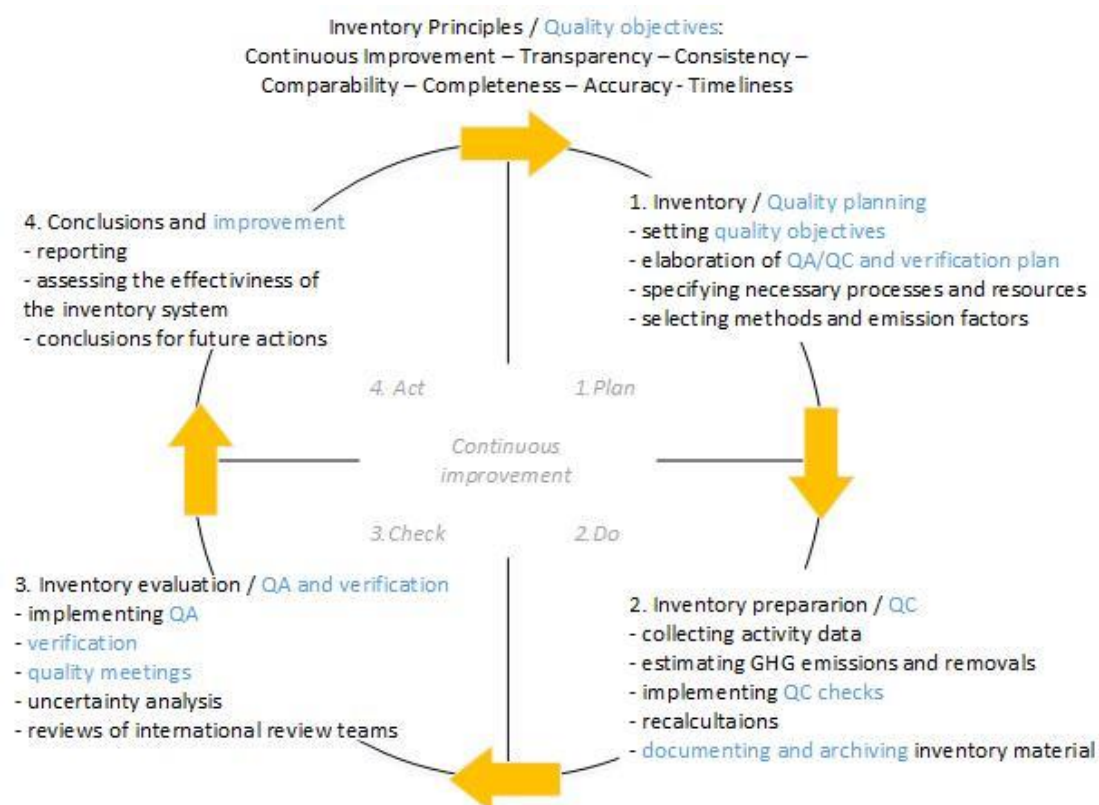 Inventory Principles / Quality objectives:
Continuous Improvement – Transparency – Consistency –
Comparability – Completeness – Accuracy - Timeliness
1. Inventory / Quality planning
- setting quality objectives
- elaboration of QA/QC and verification plan
- specifying necessary processes and resources
- selecting methods and emission factors
4. Conclusions and improvement
- reporting
- assessing the effectiviness of
the inventory system
- conclusions for future actions
4. Act
1.Plan
Continuous
improvement
3.Check
2.Do
3. Inventory evaluation / QA and verification
- implementing QA
- verification
- quality meetings
- uncertainty analysis
- reviews of international review teams
2. Inventory prepararion / QC
- collecting activity data
- estimating GHG emissions and removals
- implementing QC checks
- recalcultaions
- documenting and archiving inventory material